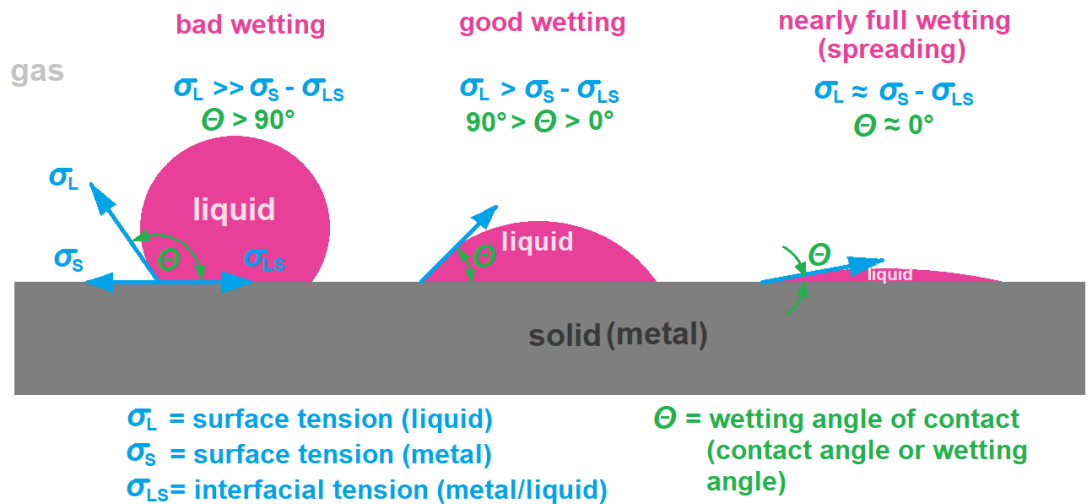 bad wetting
good wetting
nearly full wetting
(spreading)
gas
σL >> σS - σLS
Θ > 90°
σL > σS - σLS
90° > Θ > 0°
σL ≈ σS - σLS
Θ ≈ 0°
σL
liquid
σS
Θ
σLS
liquid
Θ
Θ
liquid
solid (metal)
σL = surface tension (liquid)
σS = surface tension (metal)
σLS= interfacial tension (metal/liquid)
Θ = wetting angle of contact
(contact angle or wetting
angle)